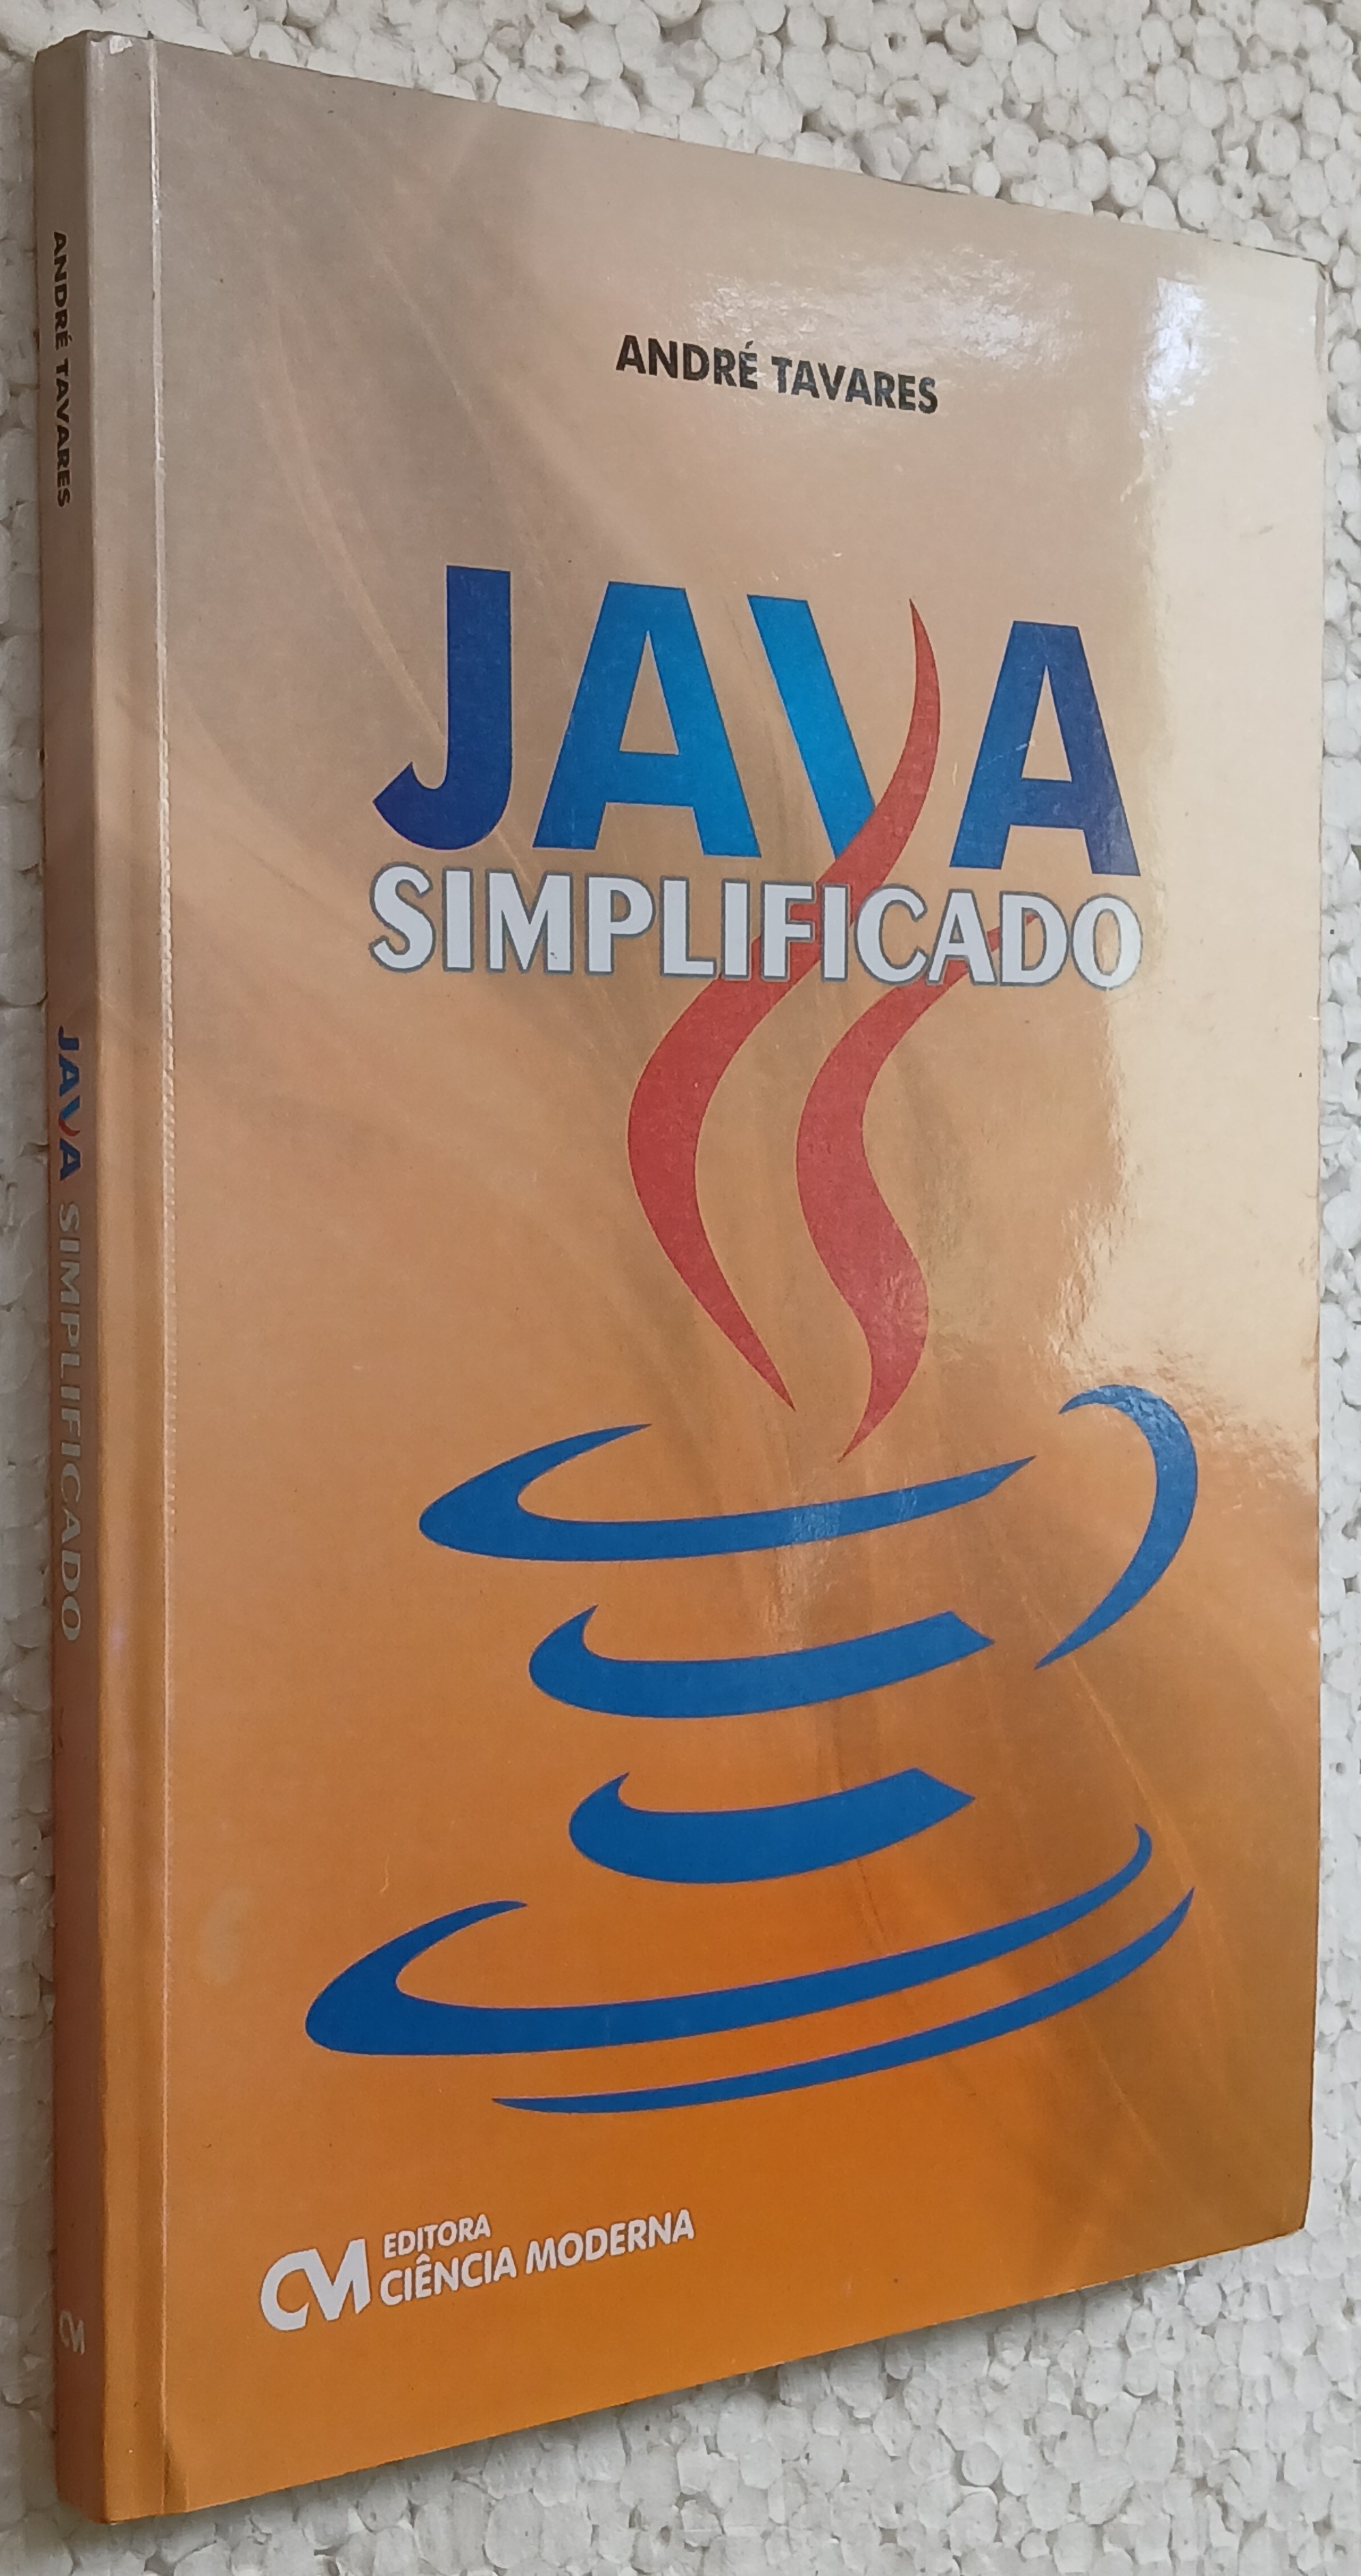 ANDRÉ TAVARES
JAVA
SIMPLIFICADO
CM EDITORA
CIÊNCIA MODERNA
ANDRÉ TAVARES
JAVA SIMPLIFICADO
CM